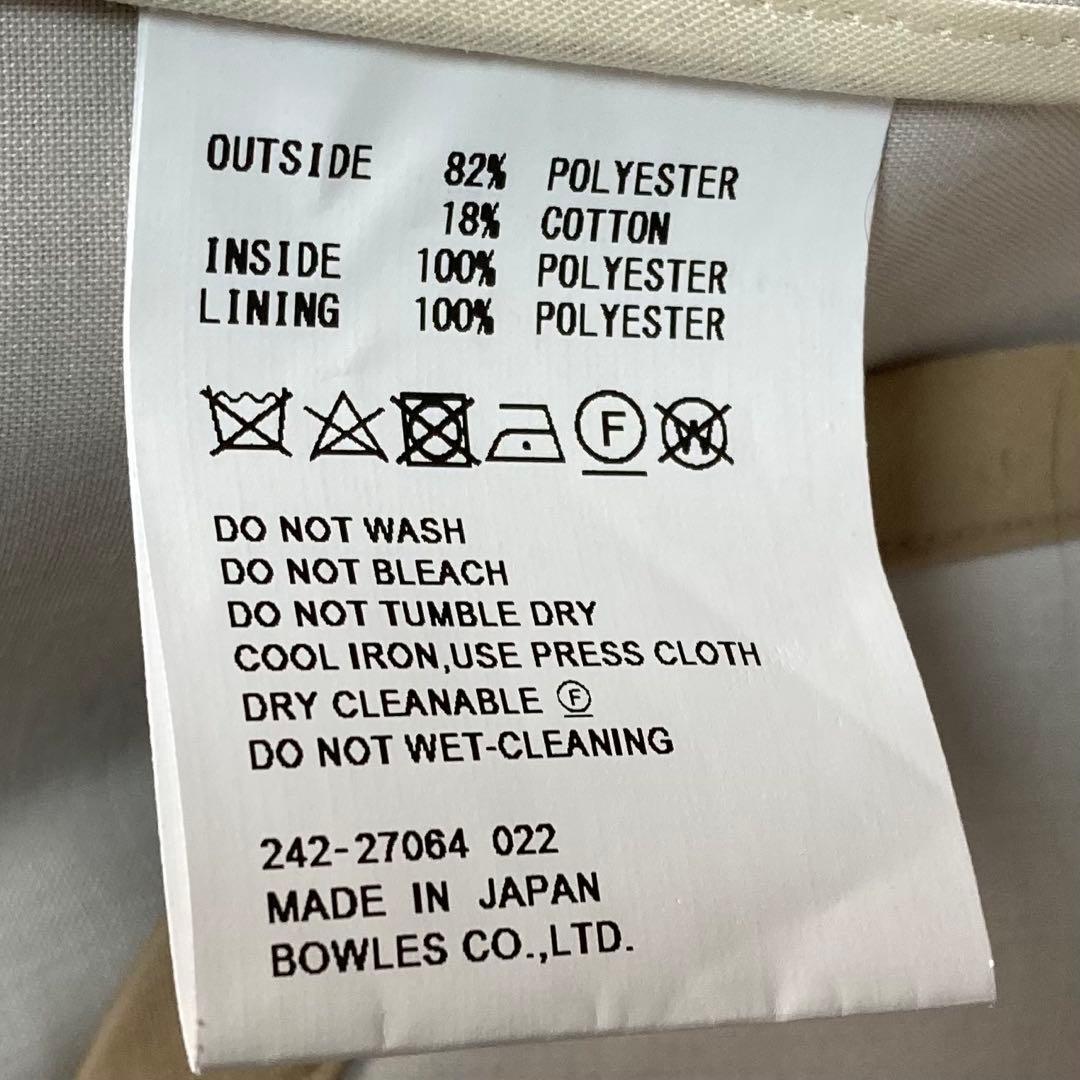 OUTSIDE 82% POLYESTER
18% COTTON
INSIDE 100% POLYESTER
LINING 100% POLYESTER
F W
DO NOT WASH
DO NOT BLEACH
DO NOT TUMBLE DRY
COOL IRON,USE PRESS CLOTH
DRY CLEANABLE Ⓕ
DO NOT WET-CLEANING
242-27064 022
MADE IN JAPAN
BOWLES CO.,LTD.